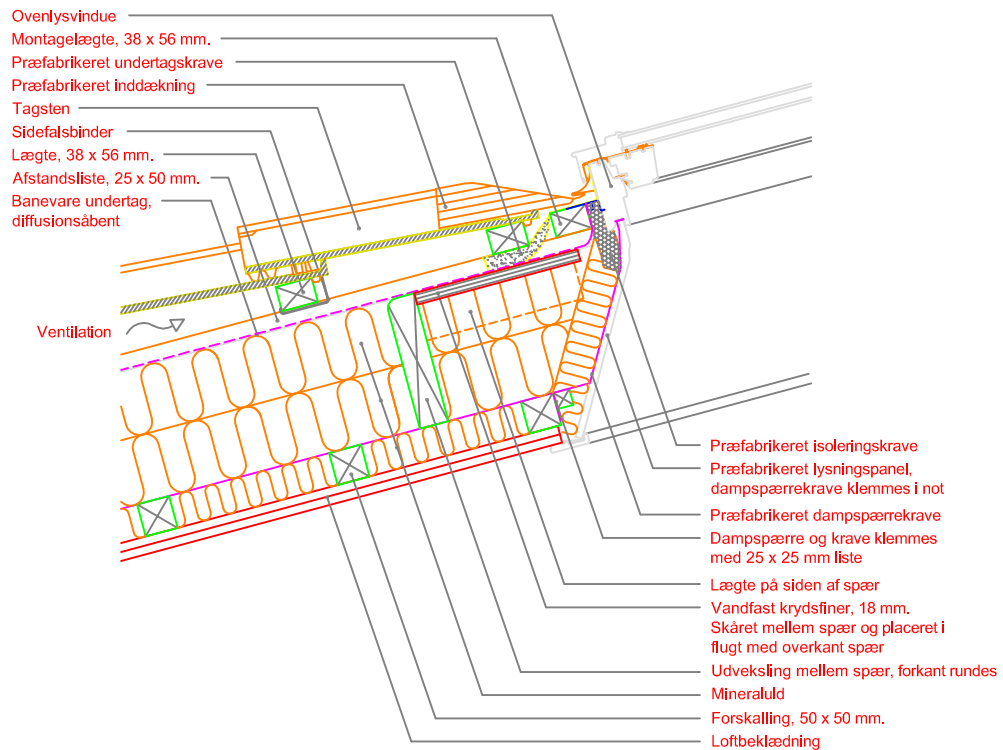 Ovenlysvindue
Montagelægte, 38 x 56 mm.
Præfabrikeret undertagskrave
Præfabrikeret inddækning
Tagsten
Sidefalsbinder
Lægte, 38 x 56 mm.
Afstandsliste, 25 x 50 mm.
Banevare undertag,
diffusionsåbent
Ventilation
Præfabrikeret isoleringskrave
Præfabrikeret lysningspanel,
dampspærrekrave klemmes i not
Præfabrikeret dampspærrekrave
Dampspærre og krave klemmes
med 25 x 25 mm liste
Lægte på siden af spær
Vandfast krydsfiner, 18 mm.
Skåret mellem spær og placeret i
flugt med overkant spær
Udveksling mellem spær, forkant rundes
Mineraluld
Forskalling, 50 x 50 mm.
Loftbeklædning